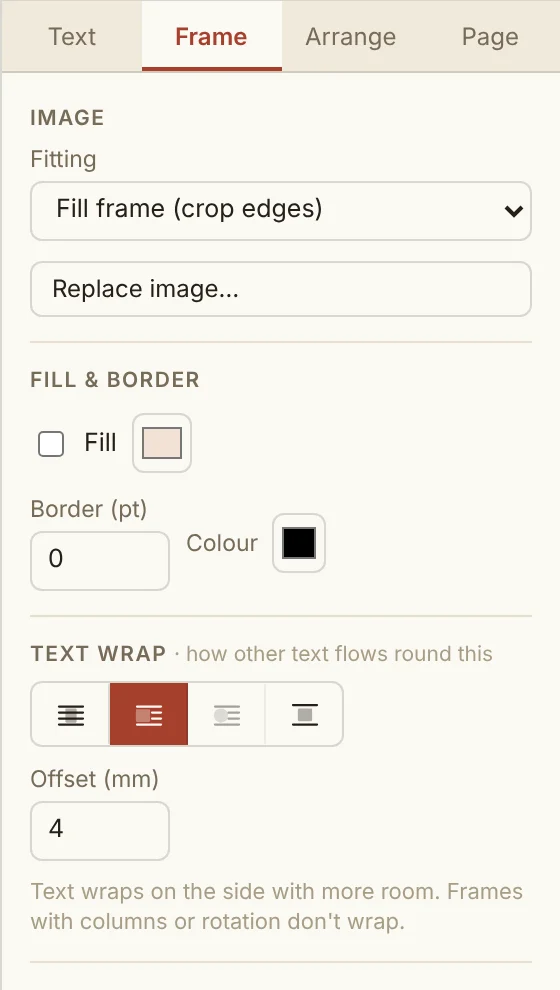 Text Frame Arrange Page
IMAGE
Fitting
Fill frame (crop edges)
Replace image...
FILL & BORDER
Fill
Border (pt)
0 Colour
TEXT WRAP · how other text flows round this
Offset (mm)
4
Text wraps on the side with more room. Frames
with columns or rotation don't wrap.